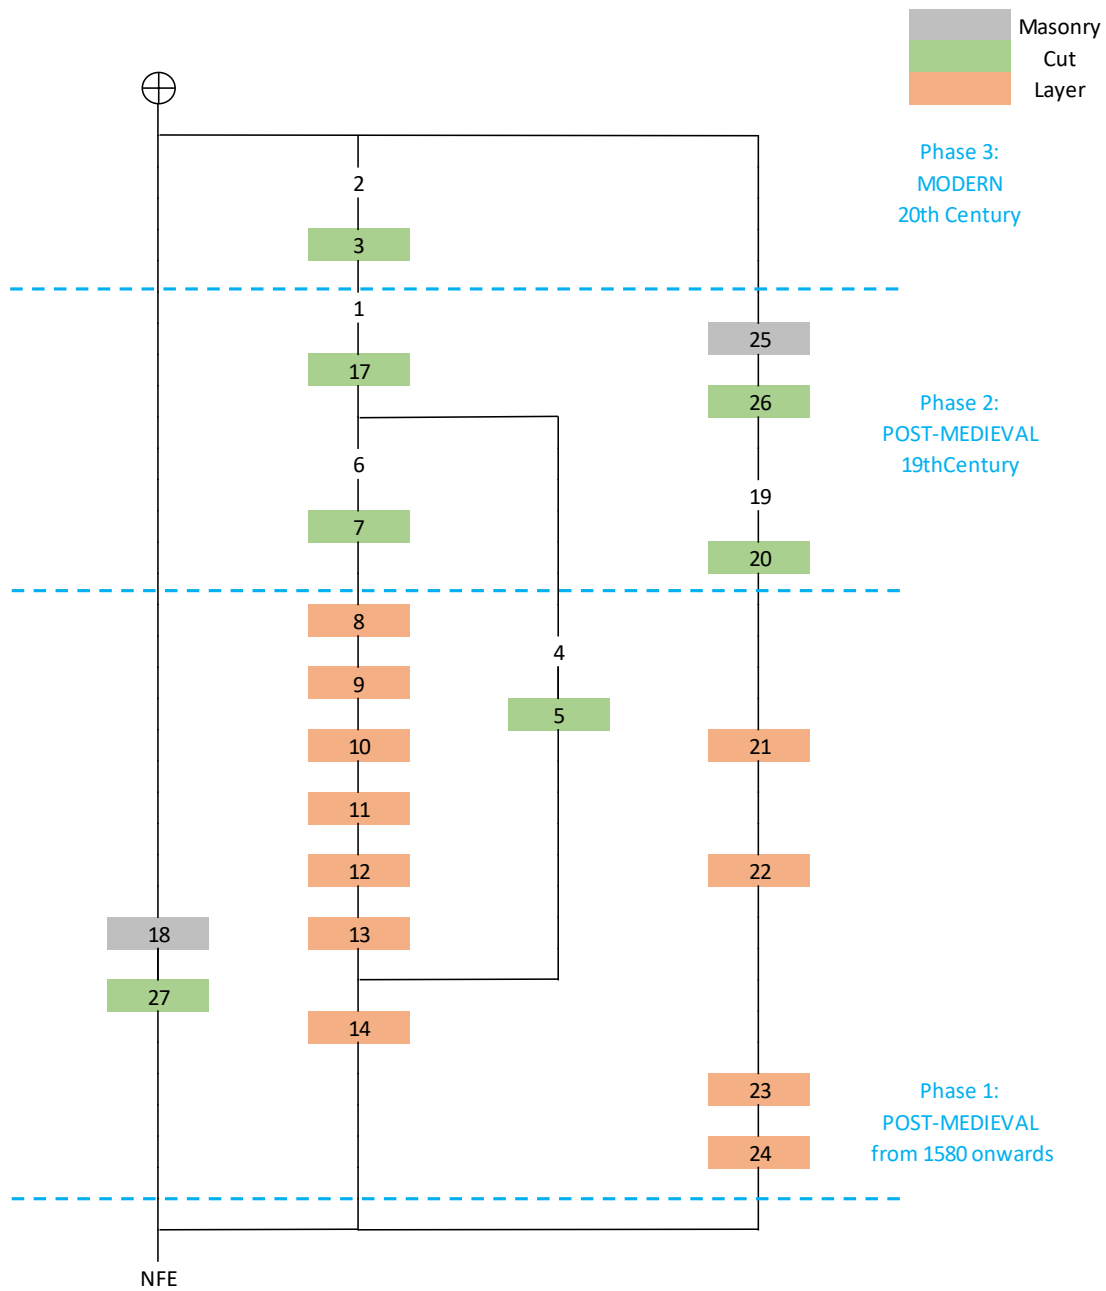 Masonry
Cut
Layer
Phase 3:
MODERN
20th Century
2
3
1
25
17
26
Phase 2:
POST-MEDIEVAL
19thCentury
6
19
7
20
8
4
9
5
10
21
11
12
22
18
13
27
14
23
Phase 1:
POST-MEDIEVAL
24
from 1580 onwards
NFE